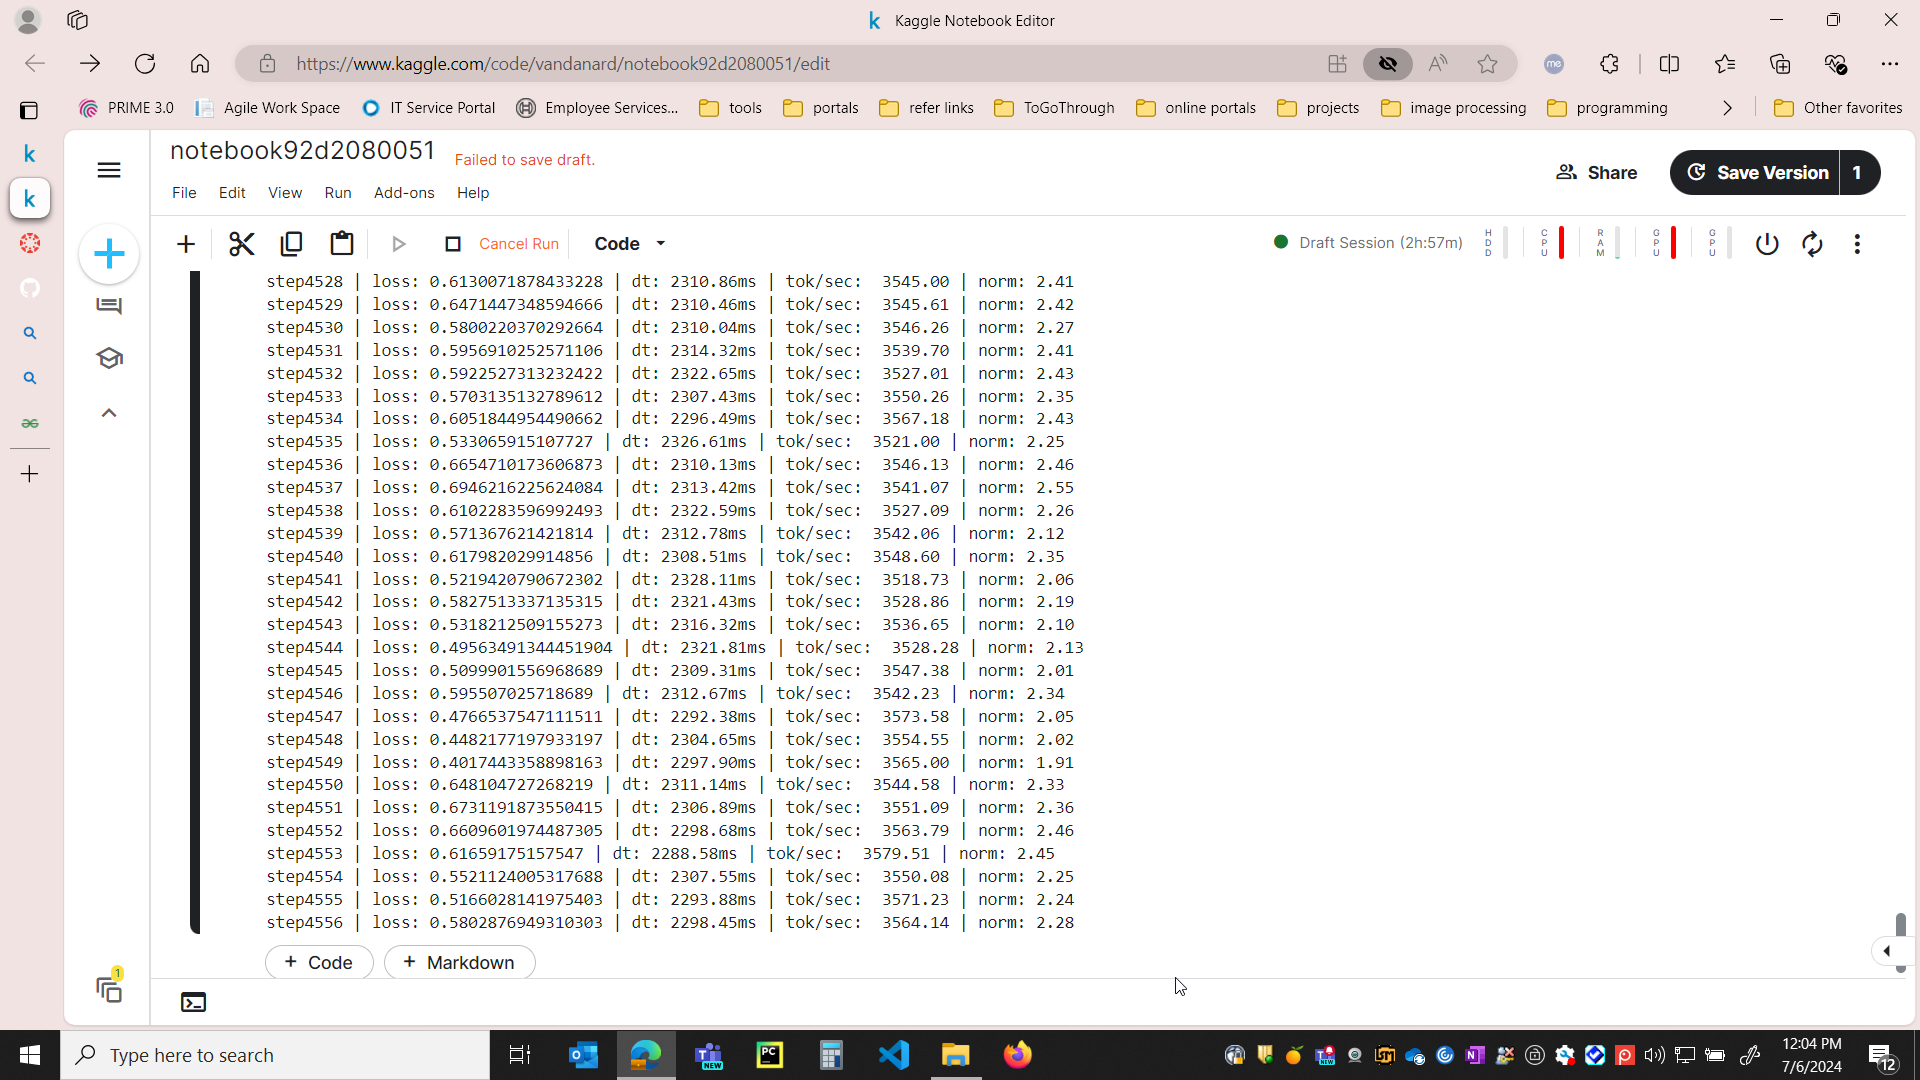 Kaggle Notebook Editor
https://www.kaggle.com/code/vandanard/notebook92d2080051/edit
PRIME 3.0 Agile Work Space IT Service Portal Employee Services... tools portals refer links ToGoThrough online portals projects image processing programming Other favorites
notebook92d2080051 Failed to save draft.
Share Save Version 1
File Edit View Run Add-ons Help
Cancel Run Code Draft Session (2h:57m) HDD CPU RAM GPU GPU
step4528 | loss: 0.6130071878433228 | dt: 2310.86ms | tok/sec:  3545.00 | norm: 2.41
step4529 | loss: 0.6471447348594666 | dt: 2310.46ms | tok/sec:  3545.61 | norm: 2.42
step4530 | loss: 0.5800220370292664 | dt: 2310.04ms | tok/sec:  3546.26 | norm: 2.27
step4531 | loss: 0.5956910252571106 | dt: 2314.32ms | tok/sec:  3539.70 | norm: 2.41
step4532 | loss: 0.5922527313232422 | dt: 2322.65ms | tok/sec:  3527.01 | norm: 2.43
step4533 | loss: 0.5703135132789612 | dt: 2307.43ms | tok/sec:  3550.26 | norm: 2.35
step4534 | loss: 0.6051844954490662 | dt: 2296.49ms | tok/sec:  3567.18 | norm: 2.43
step4535 | loss: 0.533065915107727 | dt: 2326.61ms | tok/sec:  3521.00 | norm: 2.25
step4536 | loss: 0.6654710173606873 | dt: 2310.13ms | tok/sec:  3546.13 | norm: 2.46
step4537 | loss: 0.6946216225624084 | dt: 2313.42ms | tok/sec:  3541.07 | norm: 2.55
step4538 | loss: 0.6102283596992493 | dt: 2322.59ms | tok/sec:  3527.09 | norm: 2.26
step4539 | loss: 0.571367621421814 | dt: 2312.78ms | tok/sec:  3542.06 | norm: 2.12
step4540 | loss: 0.617982029914856 | dt: 2308.51ms | tok/sec:  3548.60 | norm: 2.35
step4541 | loss: 0.5219420790672302 | dt: 2328.11ms | tok/sec:  3518.73 | norm: 2.06
step4542 | loss: 0.5827513337135315 | dt: 2321.43ms | tok/sec:  3528.86 | norm: 2.19
step4543 | loss: 0.5318212509155273 | dt: 2316.32ms | tok/sec:  3536.65 | norm: 2.10
step4544 | loss: 0.49563491344451904 | dt: 2321.81ms | tok/sec:  3528.28 | norm: 2.13
step4545 | loss: 0.5099901556968689 | dt: 2309.31ms | tok/sec:  3547.38 | norm: 2.01
step4546 | loss: 0.595507025718689 | dt: 2312.67ms | tok/sec:  3542.23 | norm: 2.34
step4547 | loss: 0.4766537547111511 | dt: 2292.38ms | tok/sec:  3573.58 | norm: 2.05
step4548 | loss: 0.4482177197933197 | dt: 2304.65ms | tok/sec:  3554.55 | norm: 2.02
step4549 | loss: 0.4017443358898163 | dt: 2297.90ms | tok/sec:  3565.00 | norm: 1.91
step4550 | loss: 0.648104727268219 | dt: 2311.14ms | tok/sec:  3544.58 | norm: 2.33
step4551 | loss: 0.6731191873550415 | dt: 2306.89ms | tok/sec:  3551.09 | norm: 2.36
step4552 | loss: 0.6609601974487305 | dt: 2298.68ms | tok/sec:  3563.79 | norm: 2.46
step4553 | loss: 0.61659175157547 | dt: 2288.58ms | tok/sec:  3579.51 | norm: 2.45
step4554 | loss: 0.5521124005317688 | dt: 2307.55ms | tok/sec:  3550.08 | norm: 2.25
step4555 | loss: 0.5166028141975403 | dt: 2293.88ms | tok/sec:  3571.23 | norm: 2.24
step4556 | loss: 0.5802876949310303 | dt: 2298.45ms | tok/sec:  3564.14 | norm: 2.28
+ Code + Markdown
1
Type here to search
12:04 PM
7/6/2024
12